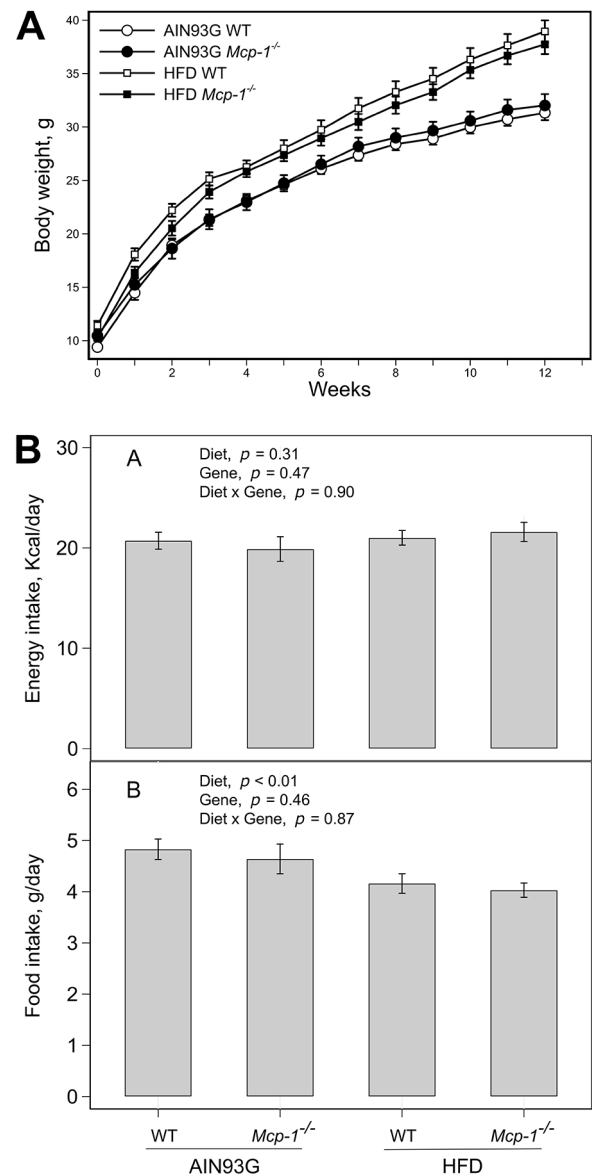 A
AIN93G WT
AIN93G Mcp-1-/-
HFD WT
HFD Mcp-1-/-
40
35
30
25
20
15
10
Body weight, g
0 2 4 6 8 10 12
Weeks
B
A
Diet, p = 0.31
Gene, p = 0.47
Diet x Gene, p = 0.90
30
20
10
0
Energy intake, Kcal/day
B
Diet, p < 0.01
Gene, p = 0.46
Diet x Gene, p = 0.87
6
5
4
3
2
1
0
Food intake, g/day
WT Mcp-1-/- WT Mcp-1-/-
AIN93G HFD